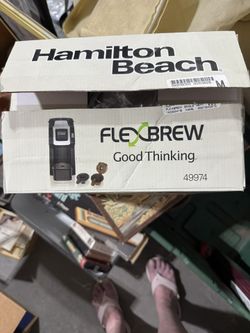 Hamilton
Beach
M
FLEXBREW
Good Thinking
49974